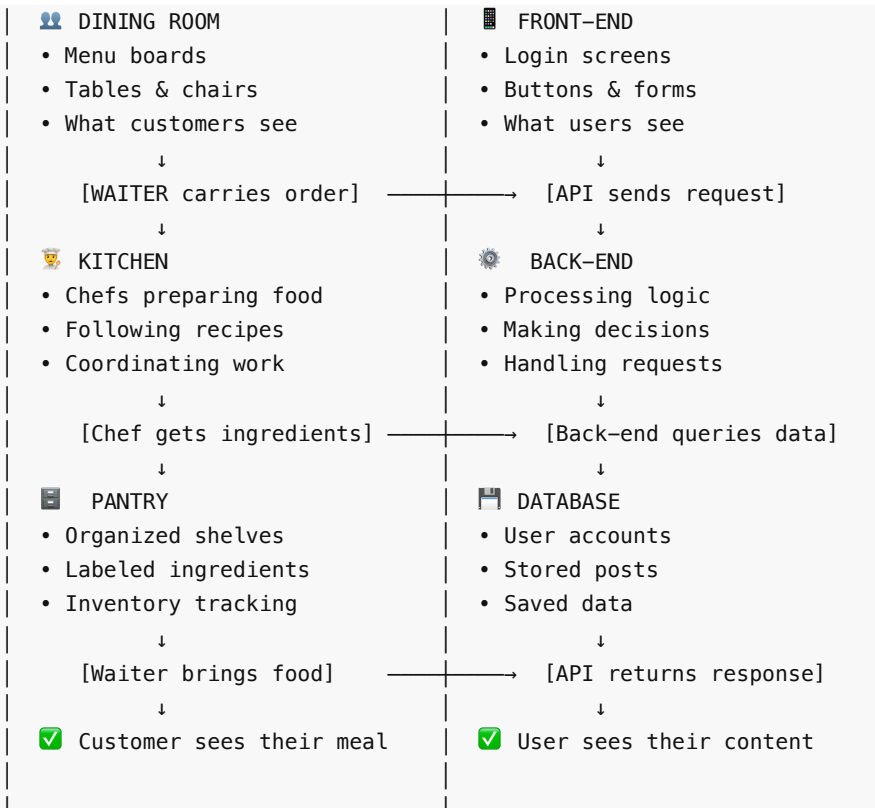 | 👥 DINING ROOM | 📱 FRONT-END
| • Menu boards | • Login screens
| • Tables & chairs | • Buttons & forms
| • What customers see | • What users see
| ↓ | ↓
| [WAITER carries order] ────┼────→ [API sends request]
| ↓ | ↓
| 👨‍🍳 KITCHEN | ⚙️ BACK-END
| • Chefs preparing food | • Processing logic
| • Following recipes | • Making decisions
| • Coordinating work | • Handling requests
| ↓ | ↓
| [Chef gets ingredients] ────┼────→ [Back-end queries data]
| ↓ | ↓
| 🗄️ PANTRY | 💾 DATABASE
| • Organized shelves | • User accounts
| • Labeled ingredients | • Stored posts
| • Inventory tracking | • Saved data
| ↓ | ↓
| [Waiter brings food] ────┼────→ [API returns response]
| ↓ | ↓
| ✅ Customer sees their meal | ✅ User sees their content